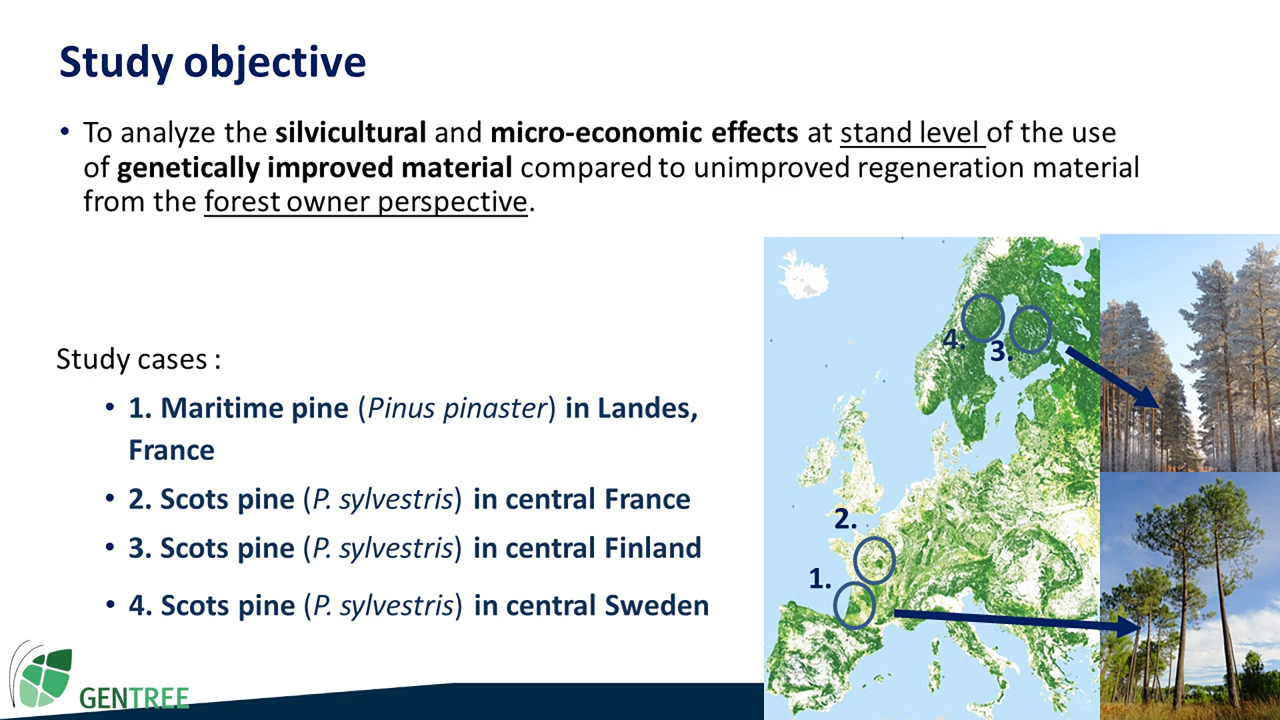 Study objective
• To analyze the silvicultural and micro-economic effects at stand level of the use
of genetically improved material compared to unimproved regeneration material
from the forest owner perspective.
Study cases :
• 1. Maritime pine (Pinus pinaster) in Landes,
France
• 2. Scots pine (P. sylvestris) in central France
• 3. Scots pine (P. sylvestris) in central Finland
• 4. Scots pine (P. sylvestris) in central Sweden
4.
3.
2.
1.
GENTREE